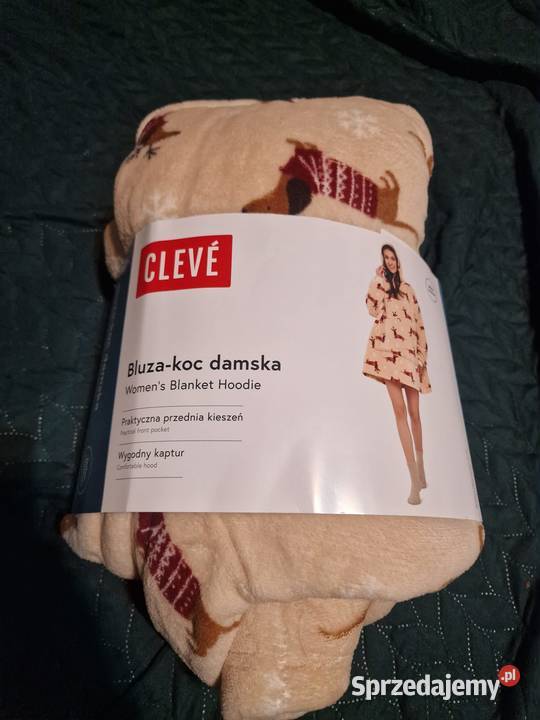 CLEVÉ
Bluza-koc damska
Women's Blanket Hoodie
Praktyczna przednia kieszeń
Practical front pocket
Wygodny kaptur
Comfortable hood
Sprzedajemy.pl